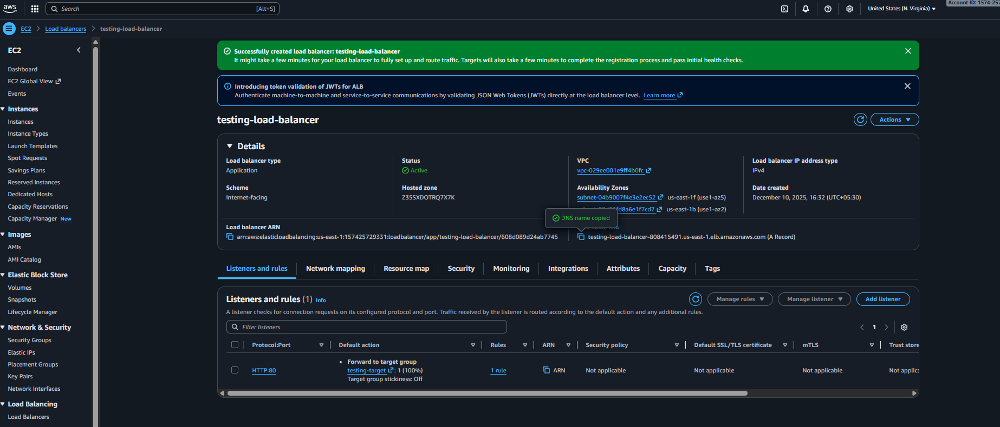 aws
Search
[Alt+S]
United States (N. Virginia)
Account ID: 1574-257
EC2
Load balancers
testing-load-balancer
EC2
Dashboard
EC2 Global View
Events
Instances
Instances
Instance Types
Launch Templates
Spot Requests
Savings Plans
Reserved Instances
Dedicated Hosts
Capacity Reservations
Capacity Manager New
Images
AMIs
AMI Catalog
Elastic Block Store
Volumes
Snapshots
Lifecycle Manager
Network & Security
Security Groups
Elastic IPs
Placement Groups
Key Pairs
Network Interfaces
Load Balancing
Load Balancers
Successfully created load balancer: testing-load-balancer
It might take a few minutes for your load balancer to fully set up and route traffic. Targets will also take a few minutes to complete the registration process and pass initial health checks.
Introducing token validation of JWTs for ALB
Authenticate machine-to-machine and service-to-service communications by validating JSON Web Tokens (JWTs) directly at the load balancer level. Learn more
testing-load-balancer
Actions
Details
Load balancer type
Application
Status
Active
VPC
vpc-029ee001e9ff4b0fc
Load balancer IP address type
IPv4
Scheme
Internet-facing
Hosted zone
Z35SXDOTRQ7X7K
Availability Zones
subnet-04b9007f4e3e2ec52 us-east-1f (use1-az5)
us-east-1b (use1-az2)
Date created
December 10, 2025, 16:32 (UTC+05:30)
DNS name copied
Load balancer ARN
arn:aws:elasticloadbalancing:us-east-1:157425729331:loadbalancer/app/testing-load-balancer/608d089d24ab7745
testing-load-balancer-808415491.us-east-1.elb.amazonaws.com (A Record)
Listeners and rules
Network mapping
Resource map
Security
Monitoring
Integrations
Attributes
Capacity
Tags
Listeners and rules (1) Info
Manage rules
Manage listener
Add listener
A listener checks for connection requests on its configured protocol and port. Traffic received by the listener is routed according to the default action and any additional rules.
Filter listeners
1
Protocol:Port
Default action
Rules
ARN
Security policy
Default SSL/TLS certificate
mTLS
Trust store
HTTP:80
• Forward to target group
testing-target : 1 (100%)
Target group stickiness: Off
1 rule
ARN
Not applicable
Not applicable
Not applicable
Not applica